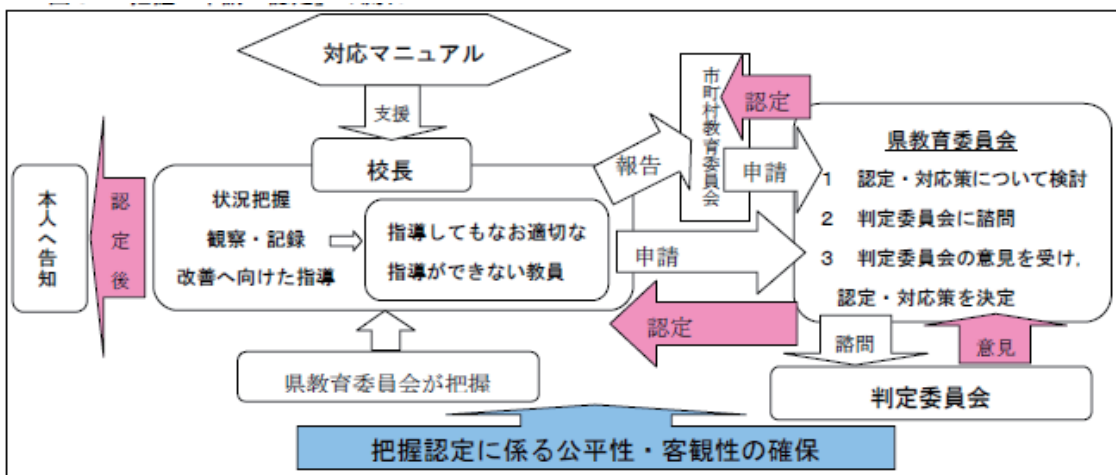 対応マニュアル
支援
校長
状況把握
観察・記録
改善へ向けた指導
指導してもなお適切な
指導ができない教員
本人へ告知
認定後
報告
市町村教育委員会
認定
申請
申請
認定
県教育委員会
1 認定・対応策について検討
2 判定委員会に諮問
3 判定委員会の意見を受け,
認定・対応策を決定
諮問
意見
判定委員会
県教育委員会が把握
把握認定に係る公平性・客観性の確保